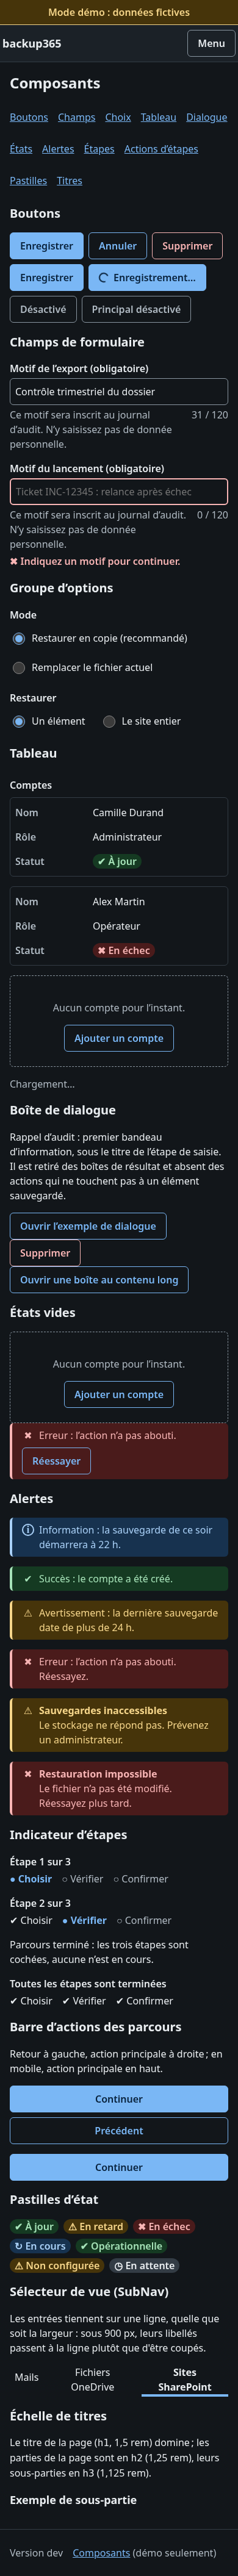 Mode démo : données fictives
backup365
Menu
Composants
Boutons Champs Choix Tableau Dialogue
États Alertes Étapes Actions d’étapes
Pastilles Titres
Boutons
Enregistrer Annuler Supprimer
Enregistrer Enregistrement…
Désactivé Principal désactivé
Champs de formulaire
Motif de l’export (obligatoire)
Contrôle trimestriel du dossier
Ce motif sera inscrit au journal 31 / 120
d’audit. N’y saisissez pas de donnée
personnelle.
Motif du lancement (obligatoire)
Ticket INC-12345 : relance après échec
Ce motif sera inscrit au journal d’audit. 0 / 120
N’y saisissez pas de donnée
personnelle.
✖ Indiquez un motif pour continuer.
Groupe d’options
Mode
Restaurer en copie (recommandé)
Remplacer le fichier actuel
Restaurer
Un élément Le site entier
Tableau
Comptes
Nom Camille Durand
Rôle Administrateur
Statut ✔ À jour
Nom Alex Martin
Rôle Opérateur
Statut ✖ En échec
Aucun compte pour l’instant.
Ajouter un compte
Chargement…
Boîte de dialogue
Rappel d’audit : premier bandeau
d’information, sous le titre de l’étape de saisie.
Il est retiré des boîtes de résultat et absent des
actions qui ne touchent pas à un élément
sauvegardé.
Ouvrir l’exemple de dialogue
Supprimer
Ouvrir une boîte au contenu long
États vides
Aucun compte pour l’instant.
Ajouter un compte
✖ Erreur : l’action n’a pas abouti.
Réessayer
Alertes
ⓘ Information : la sauvegarde de ce soir
démarrera à 22 h.
✔ Succès : le compte a été créé.
⚠ Avertissement : la dernière sauvegarde
date de plus de 24 h.
✖ Erreur : l’action n’a pas abouti.
Réessayez.
⚠ Sauvegardes inaccessibles
Le stockage ne répond pas. Prévenez
un administrateur.
✖ Restauration impossible
Le fichier n’a pas été modifié.
Réessayez plus tard.
Indicateur d’étapes
Étape 1 sur 3
● Choisir ○ Vérifier ○ Confirmer
Étape 2 sur 3
✔ Choisir ● Vérifier ○ Confirmer
Parcours terminé : les trois étapes sont
cochées, aucune n’est en cours.
Toutes les étapes sont terminées
✔ Choisir ✔ Vérifier ✔ Confirmer
Barre d’actions des parcours
Retour à gauche, action principale à droite ; en
mobile, action principale en haut.
Continuer
Précédent
Continuer
Pastilles d’état
✔ À jour ⚠ En retard ✖ En échec
↻ En cours ✔ Opérationnelle
⚠ Non configurée ◷ En attente
Sélecteur de vue (SubNav)
Les entrées tiennent sur une ligne, quelle que
soit la largeur : sous 900 px, leurs libellés
passent à la ligne plutôt que d’être coupés.
Mails Fichiers Sites
OneDrive SharePoint
Échelle de titres
Le titre de la page (h1, 1,5 rem) domine ; les
parties de la page sont en h2 (1,25 rem), leurs
sous-parties en h3 (1,125 rem).
Exemple de sous-partie
Version dev Composants (démo seulement)